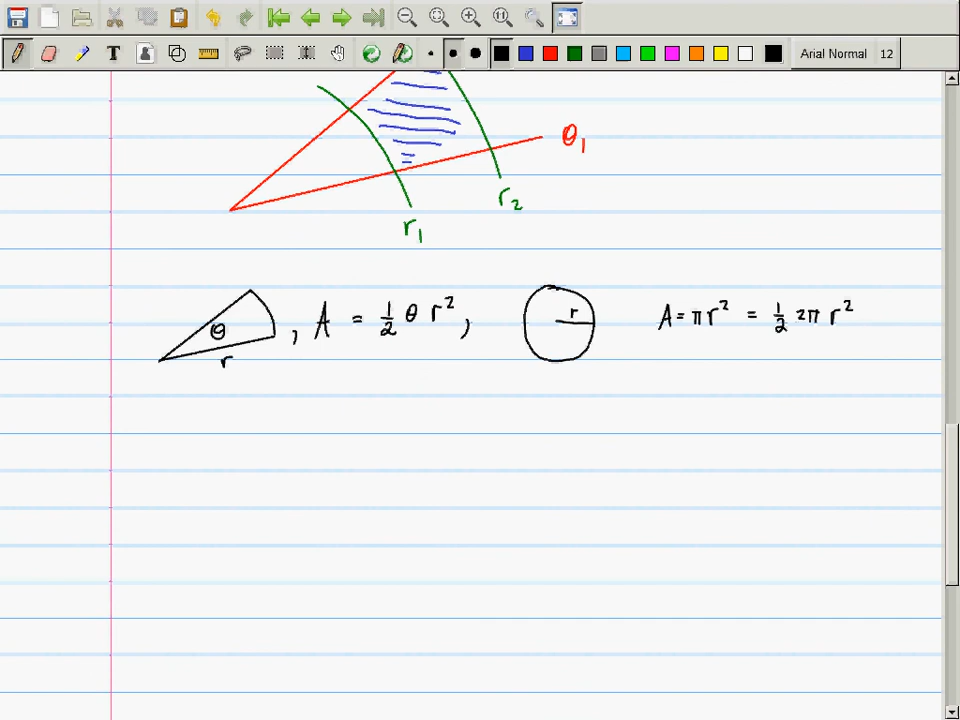 T
Arial Normal 12
θ₁
r₂
r₁
θ
r
, A = 1/2 θ r², r A = πr² = 1/2 2π r²